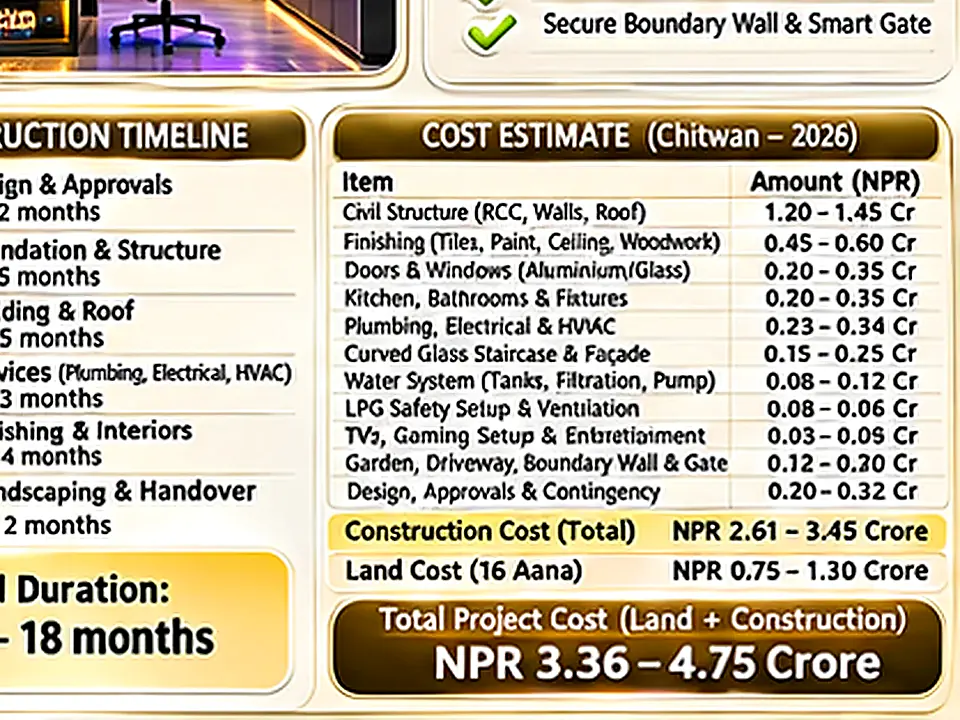 Secure Boundary Wall & Smart Gate
RUCTION TIMELINE
ign & Approvals
2 months
ndation & Structure
5 months
ding & Roof
5 months
vices (Plumbing, Electrical, HVAC)
3 months
ishing & Interiors
4 months
ndscaping & Handover
2 months
l Duration:
– 18 months
COST ESTIMATE (Chitwan – 2026)
Item Amount (NPR)
Civil Structure (RCC, Walls, Roof) 1.20 – 1.45 Cr
Finishing (Tiles, Paint, Ceiling, Woodwork) 0.45 – 0.60 Cr
Doors & Windows (Aluminium/Glass) 0.20 – 0.35 Cr
Kitchen, Bathrooms & Fixtures 0.20 – 0.35 Cr
Plumbing, Electrical & HVAC 0.23 – 0.34 Cr
Curved Glass Staircase & Façade 0.15 – 0.25 Cr
Water System (Tanks, Filtration, Pump) 0.08 – 0.12 Cr
LPG Safety Setup & Ventilation 0.08 – 0.06 Cr
TVs, Gaming Setup & 0.03 – 0.05 Cr
Garden, Driveway, Boundary Wall & Gate 0.12 – 0.20 Cr
Design, Approvals & Contingency 0.20 – 0.32 Cr
Construction Cost (Total) NPR 2.61 – 3.45 Crore
Land Cost (16 Aana) NPR 0.75 – 1.30 Crore
Total Project Cost (Land + Construction)
NPR 3.36 – 4.75 Crore